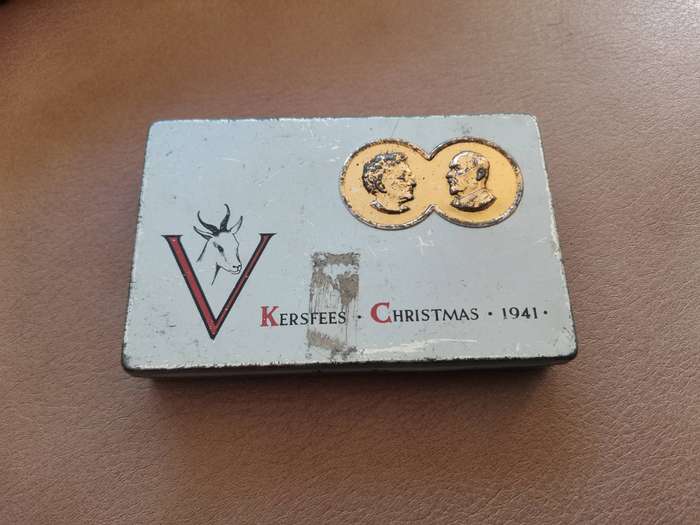 V
KERSFEES · CHRISTMAS · 1941 ·